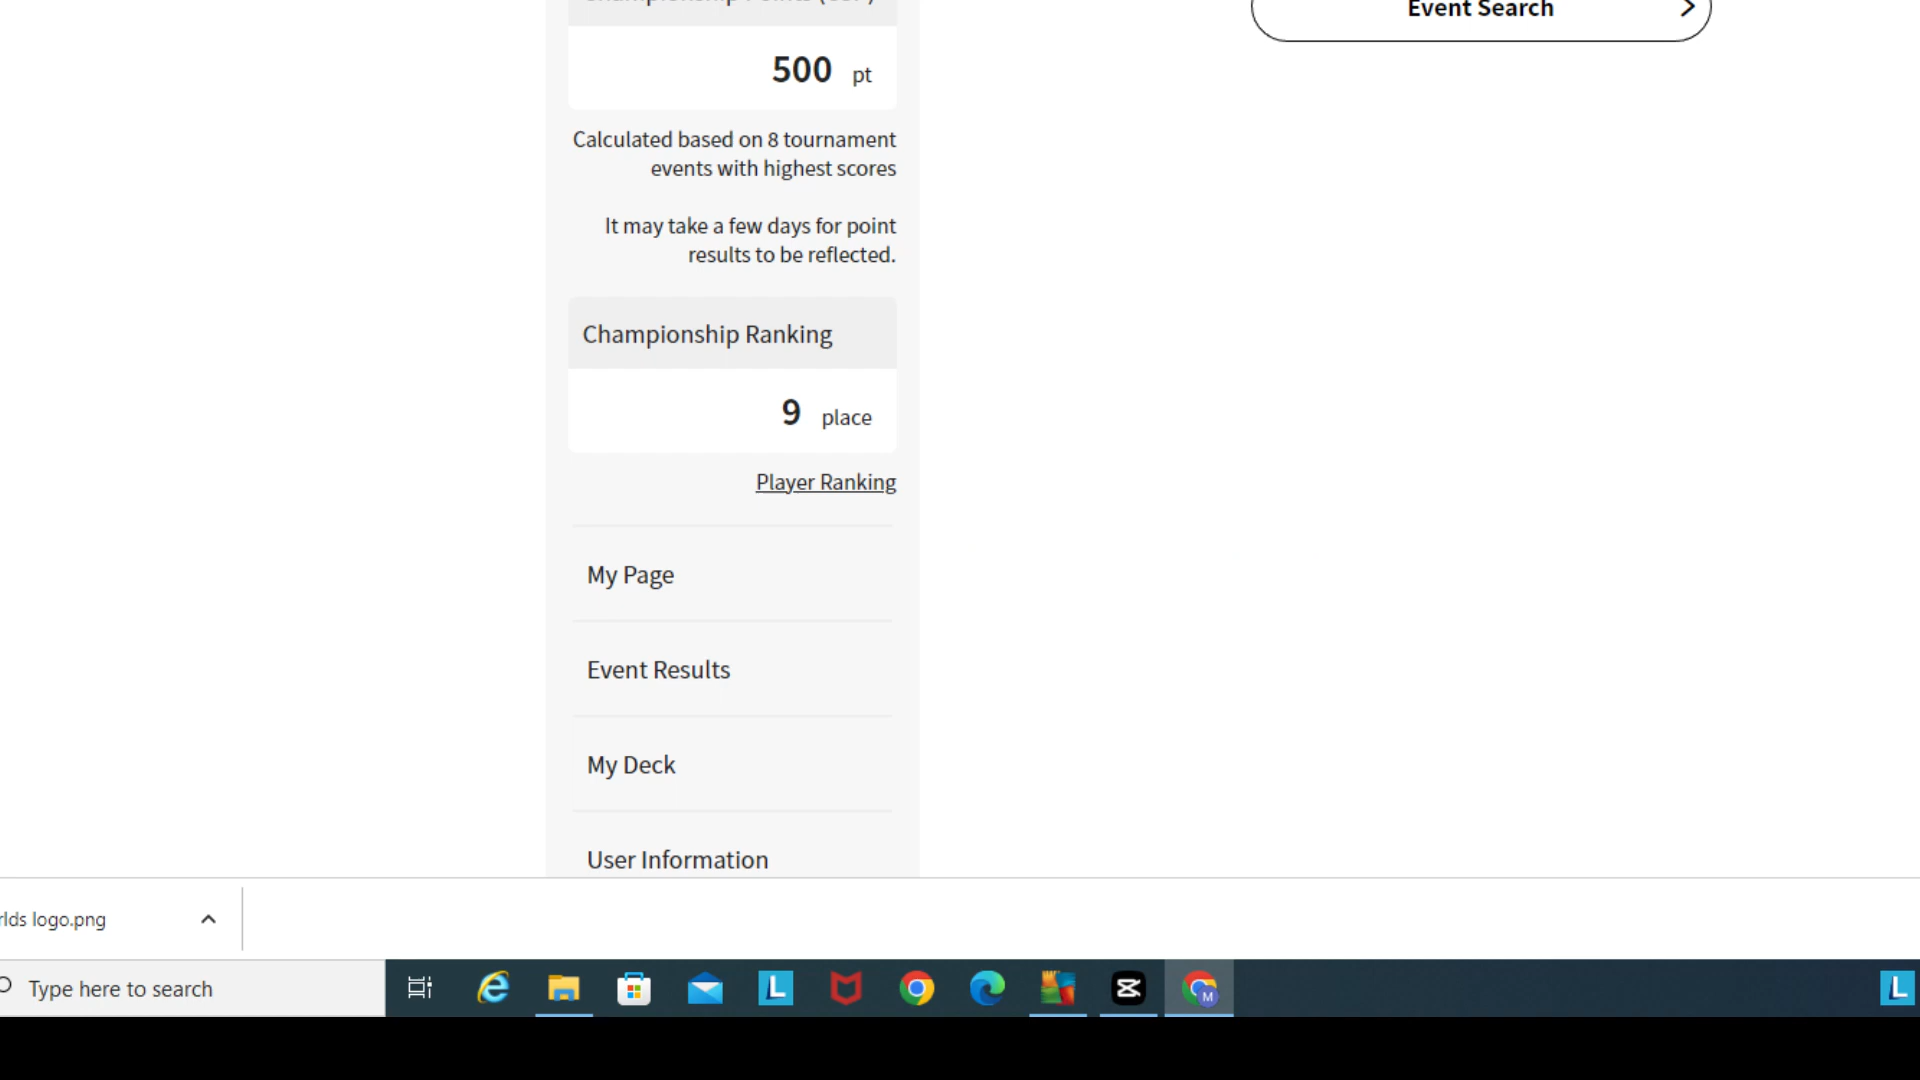 Event Search
500 pt
Calculated based on 8 tournament
events with highest scores
It may take a few days for point
results to be reflected.
Championship Ranking
9 place
Player Ranking
My Page
Event Results
My Deck
User Information
logo.png
Type here to search
L
M
L